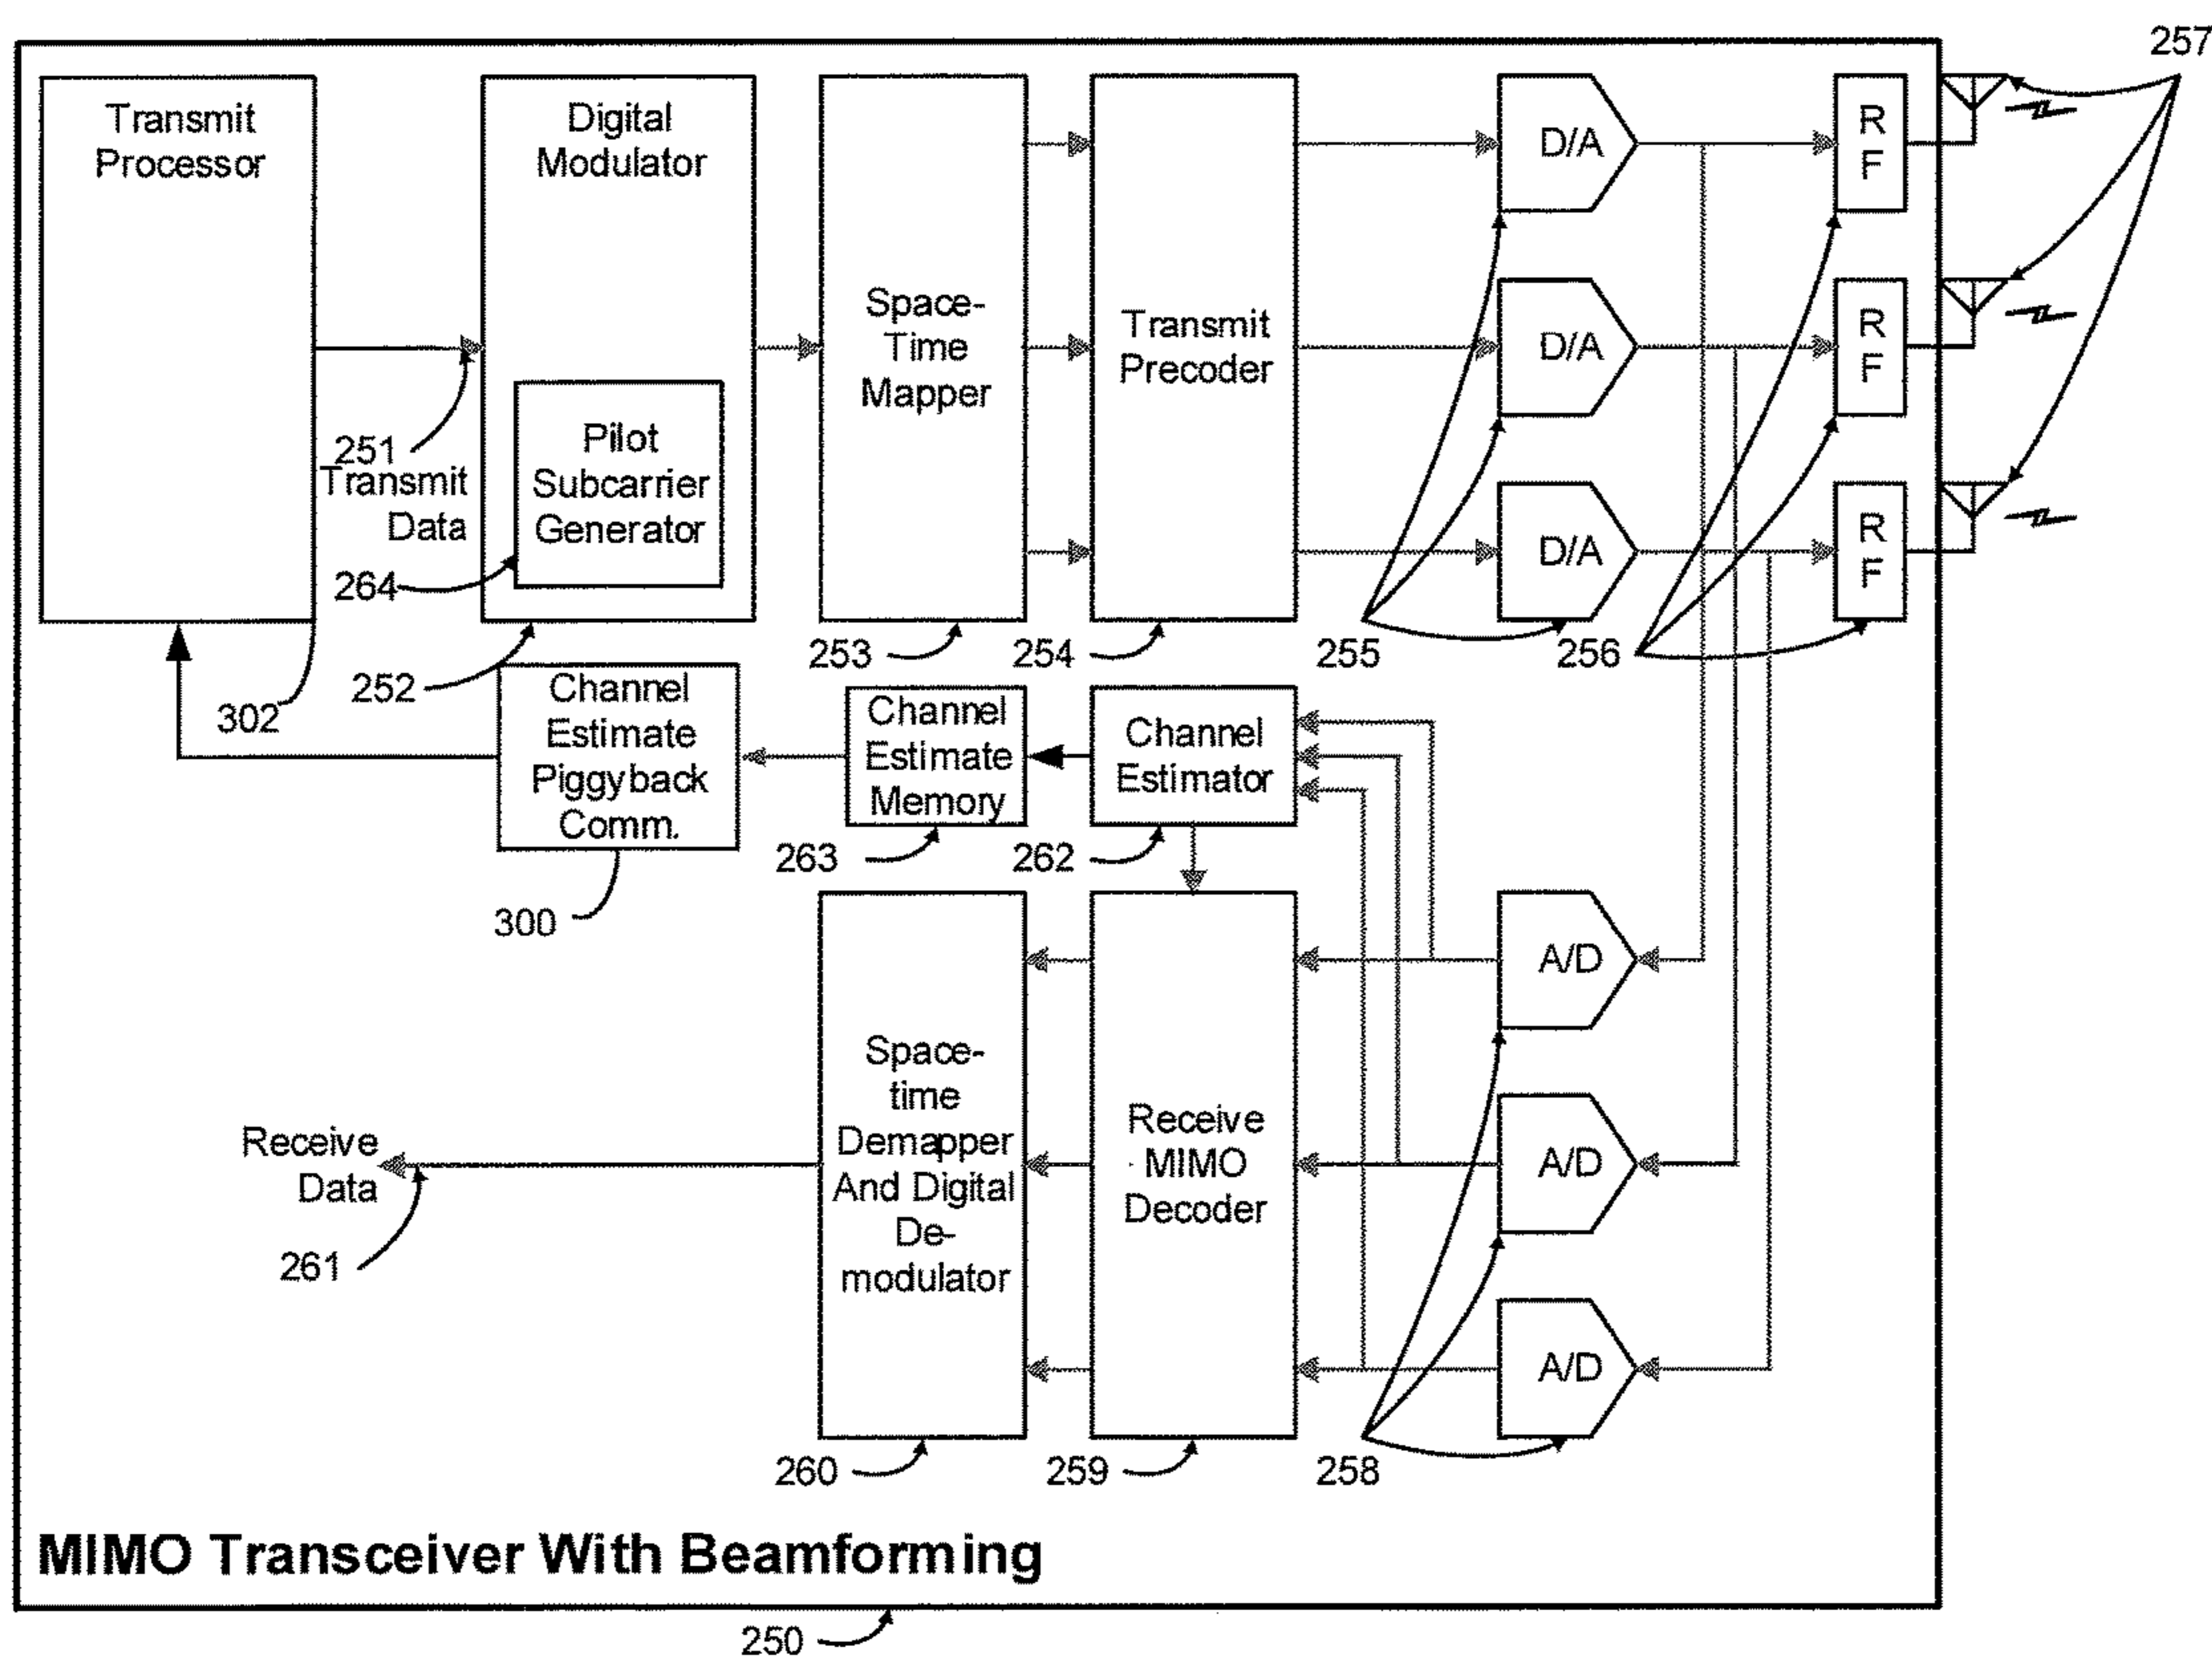 257
Transmit
Processor
Digital
Modulator
Space-
Time
Mapper
Transmit
Precoder
D/A
D/A
D/A
R
F
R
F
R
F
251
Transmit
Data
Pilot
Subcarrier
Generator
264
302
252
253
254
255
256
Channel
Estimate
Piggyback
Comm.
Channel
Estimate
Memory
Channel
Estimator
300
263
262
Receive
Data
261
Space-
time
Demapper
And Digital
De-
modulator
Receive
MIMO
Decoder
A/D
A/D
A/D
260
259
258
MIMO Transceiver With Beamforming
250